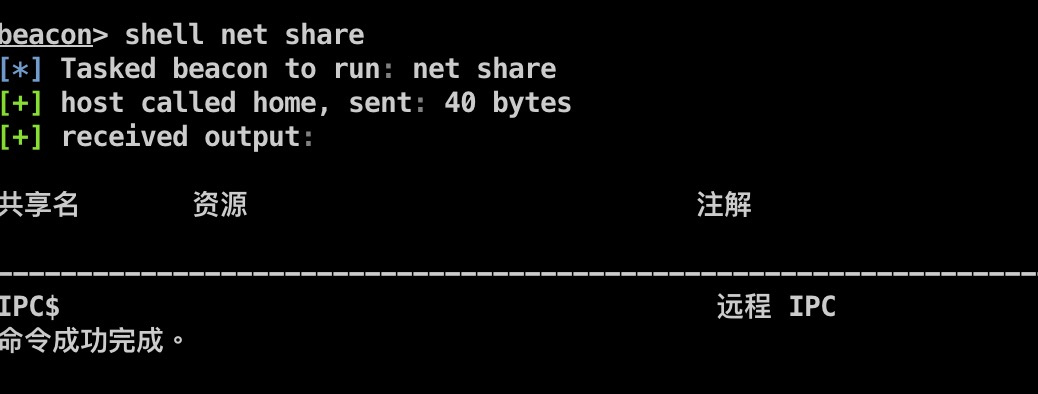 beacon> shell net share
[*] Tasked beacon to run: net share
[+] host called home, sent: 40 bytes
[+] received output:
共享名 资源 注解
-------------------------------------------------------------------------------
IPC$ 远程 IPC
命令成功完成。